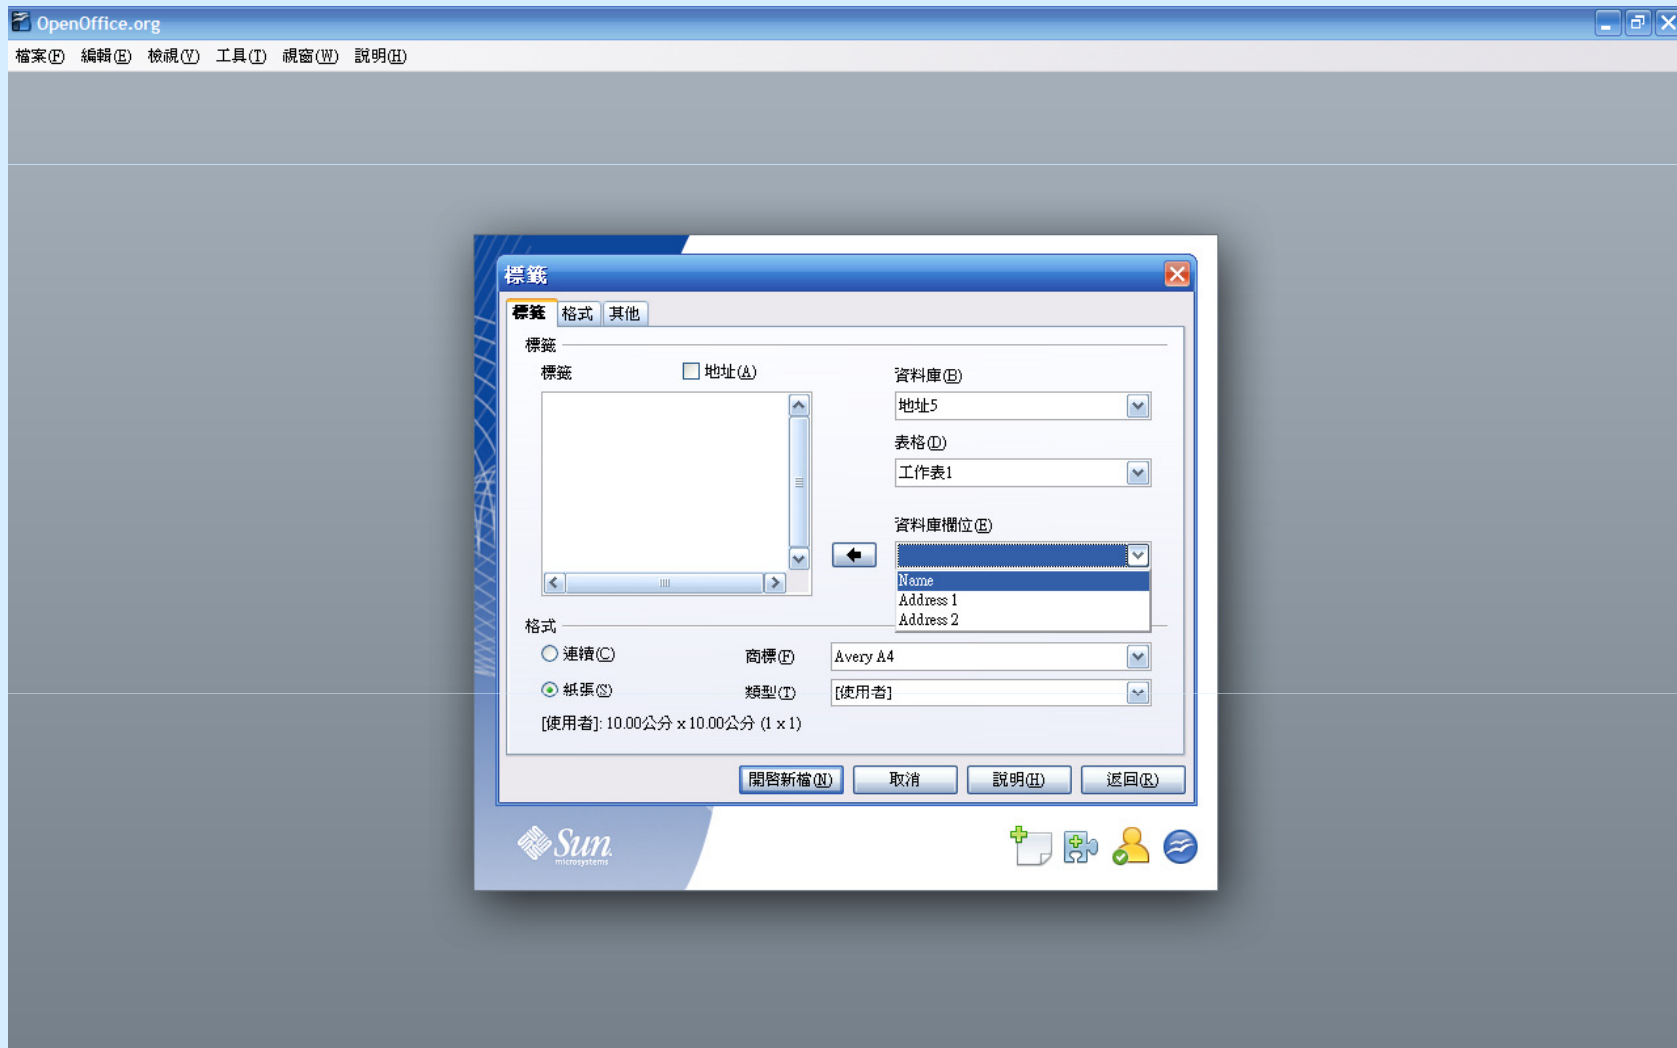 OpenOffice.org
檔案(F) 編輯(E) 檢視(V) 工具(T) 視窗(W) 說明(H)
標籤
標籤 格式 其他
標籤
標籤 地址(A)
資料庫(B)
地址5
表格(D)
工作表1
資料庫欄位(E)
Name
Address 1
Address 2
格式
連續(C) 商標(F) Avery A4
紙張(S) 類型(T) [使用者]
[使用者]: 10.00公分 x 10.00公分 (1 x 1)
開啓新檔(N) 取消 說明(H) 返回(R)
Sun
microsystems